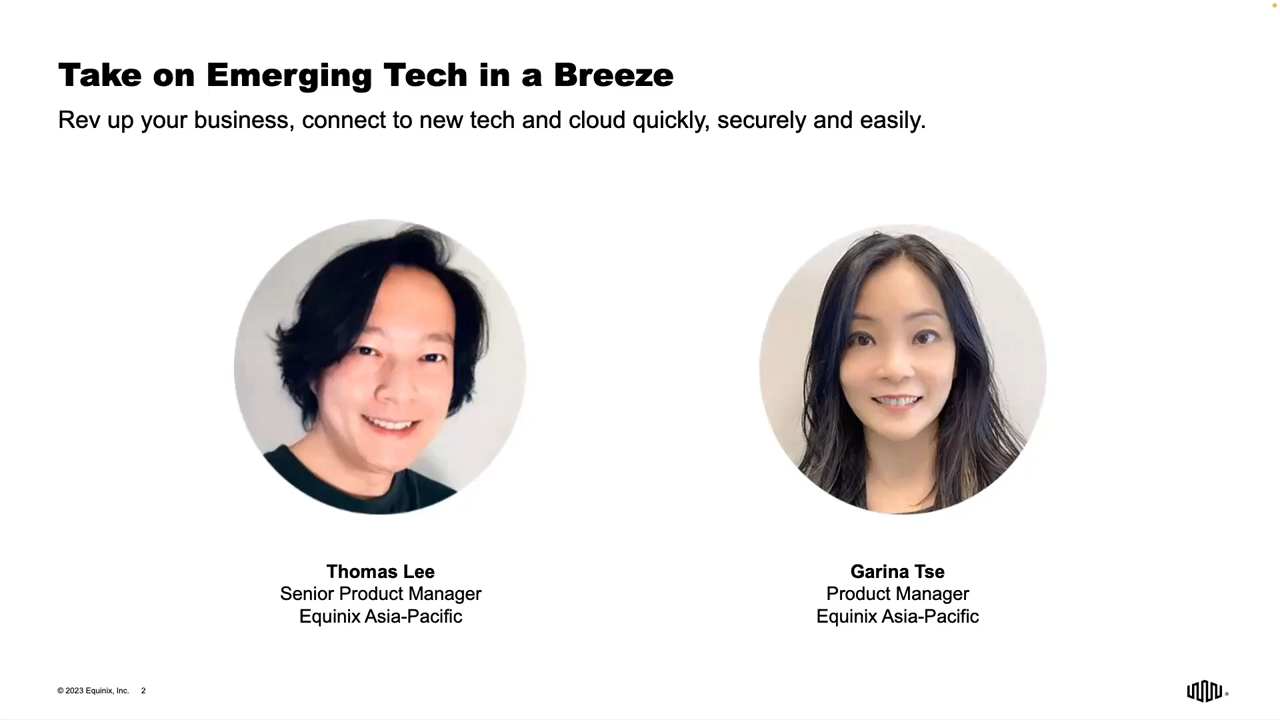 Take on Emerging Tech in a Breeze
Rev up your business, connect to new tech and cloud quickly, securely and easily.
Thomas Lee
Senior Product Manager
Equinix Asia-Pacific
Garina Tse
Product Manager
Equinix Asia-Pacific
© 2023 Equinix, Inc. 2
®